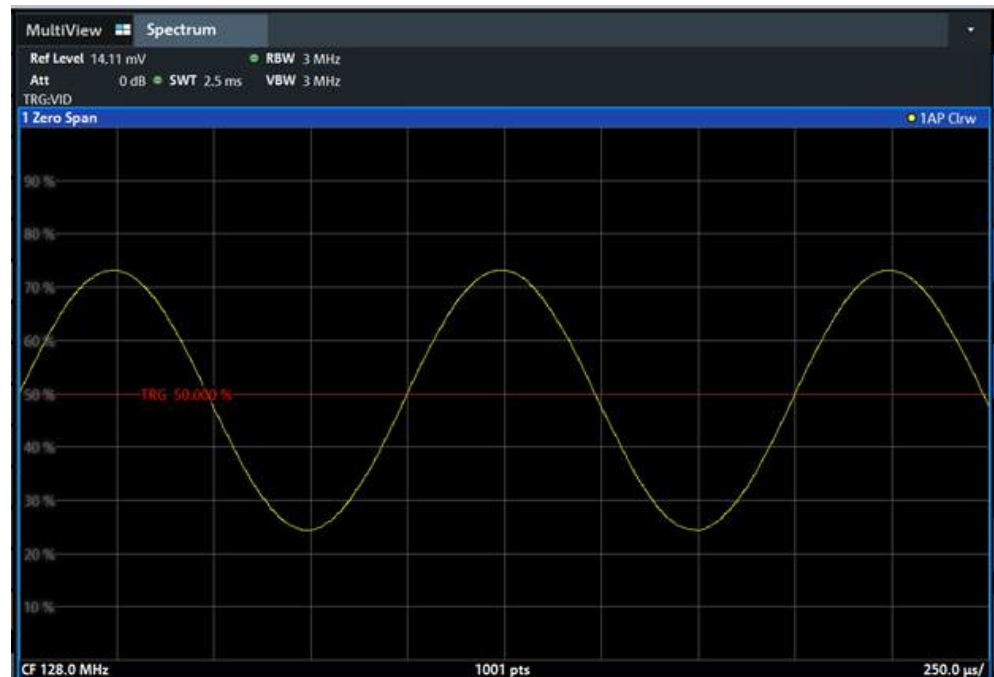 MultiView Spectrum
Ref Level 14.11 mV RBW 3 MHz
Att 0 dB SWT 2.5 ms VBW 3 MHz
TRG:VID
1 Zero Span 1AP Clrw
90 %
80 %
70 %
60 %
50 % TRG 50.000 %
40 %
30 %
20 %
10 %
CF 128.0 MHz 1001 pts 250.0 µs/